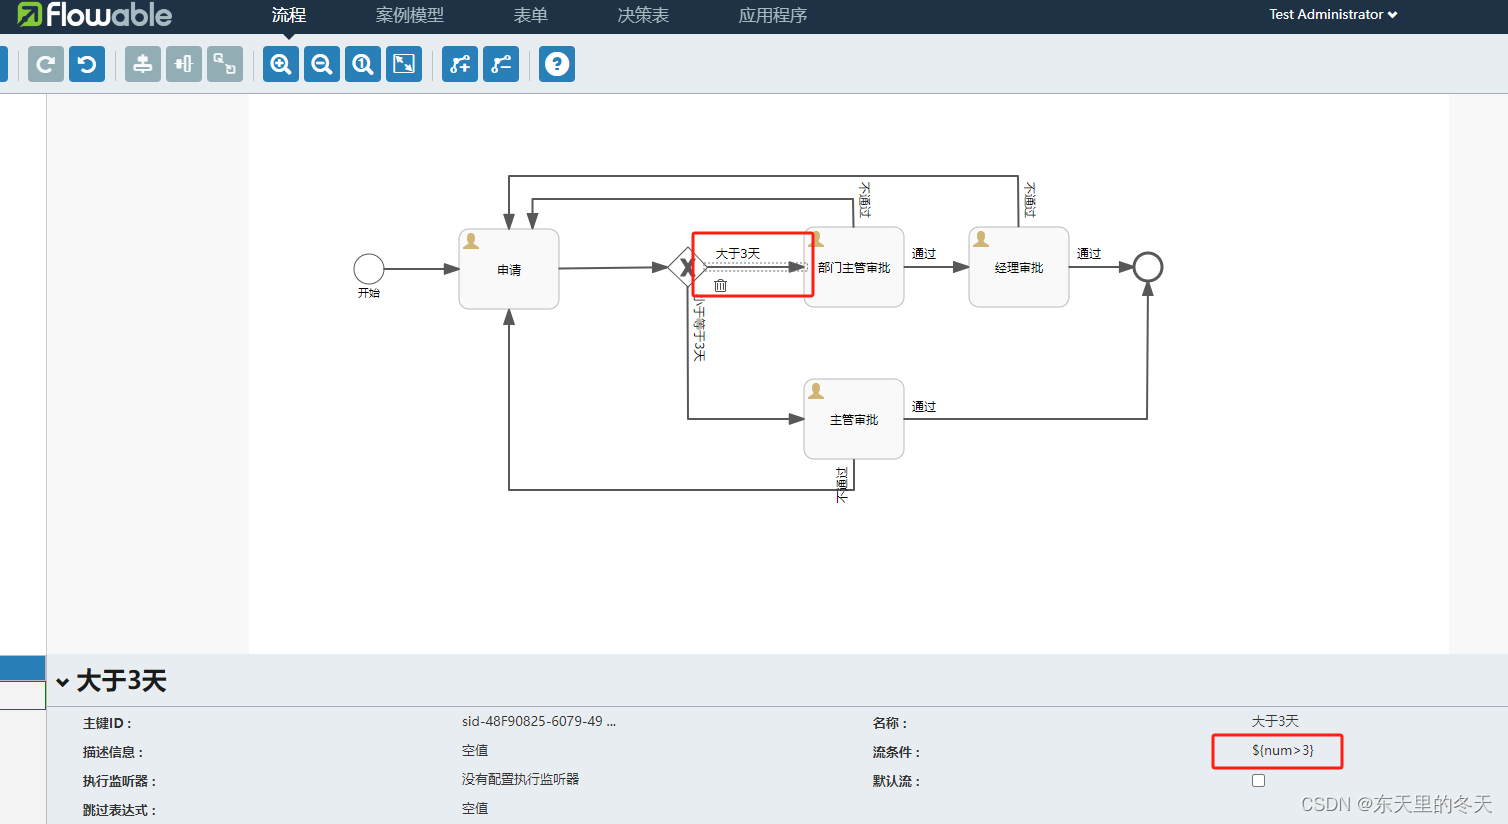 flowable
流程
案例模型
表单
决策表
应用程序
Test Administrator
不通过
不通过
大于3天
通过
通过
申请
X
部门主管审批
经理审批
开始
小于等于3天
主管审批
通过
不通过
大于3天
主键ID :
sid-48F90825-6079-49 ...
名称 :
大于3天
描述信息 :
空值
流条件 :
${num>3}
执行监听器 :
没有配置执行监听器
默认流 :
跳过表达式 :
空值
CSDN @东天里的冬天